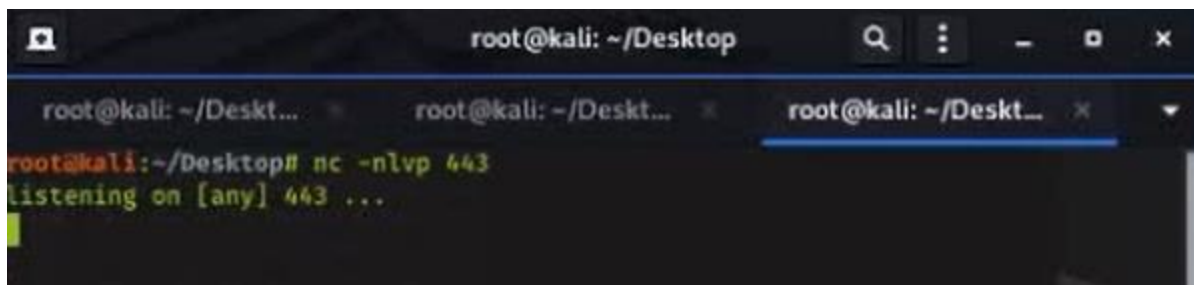 root@kali: ~/Desktop
root@kali: ~/Deskt...
root@kali: ~/Deskt...
root@kali: ~/Deskt...
root@kali:~/Desktop# nc -nlvp 443
listening on [any] 443 ...